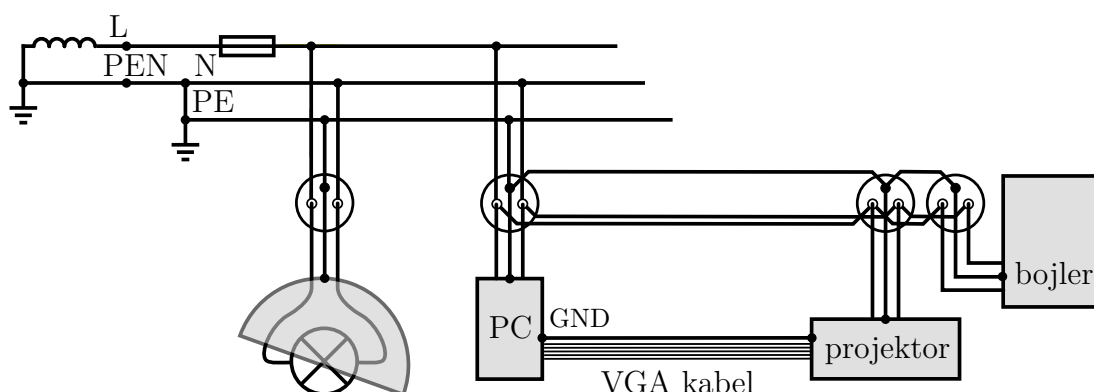 L
PEN N
PE
PC GND
bojler
projektor
VGA kabel